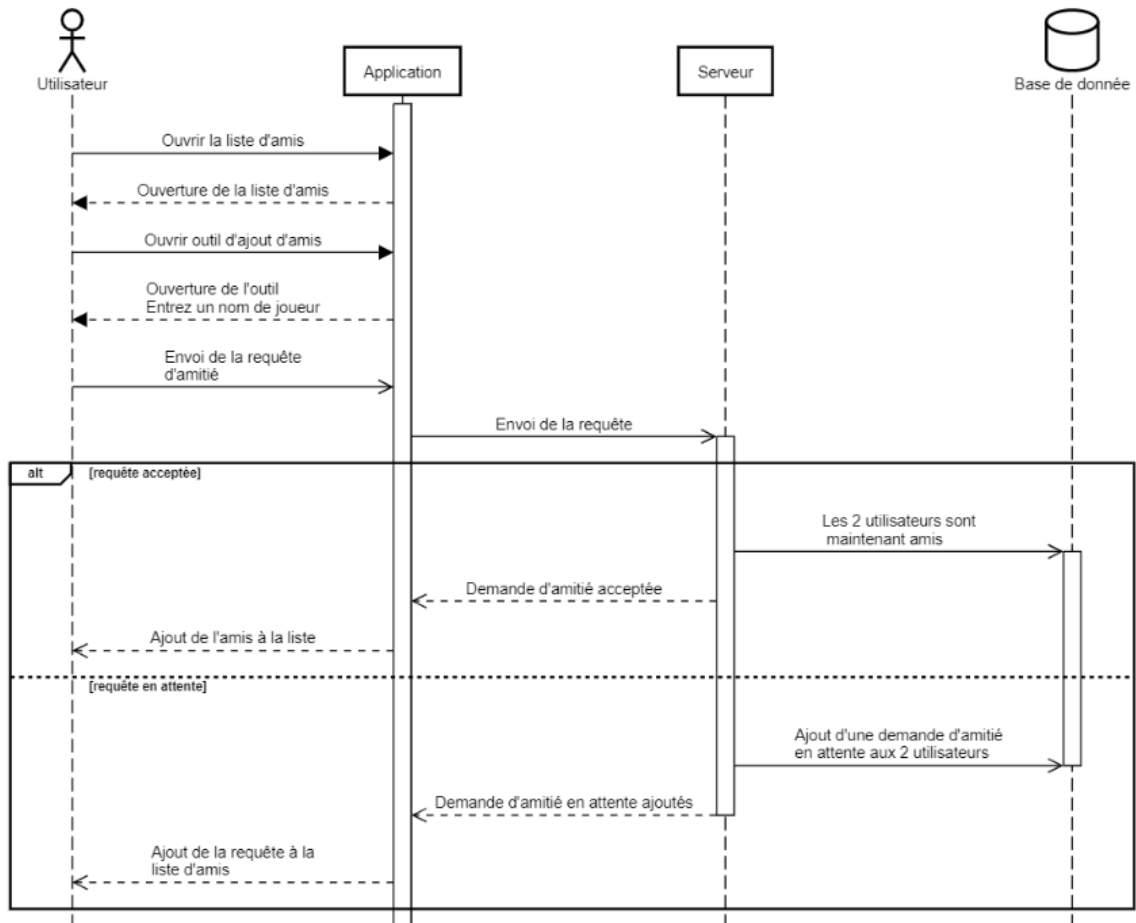 Utilisateur
Application
Serveur
Base de donnée
Ouvrir la liste d'amis
Ouverture de la liste d'amis
Ouvrir outil d'ajout d'amis
Ouverture de l'outil
Entrez un nom de joueur
Envoi de la requête
d'amitié
Envoi de la requête
alt
[requête acceptée]
Les 2 utilisateurs sont
maintenant amis
Demande d'amitié acceptée
Ajout de l'amis à la liste
[requête en attente]
Ajout d'une demande d'amitié
en attente aux 2 utilisateurs
Demande d'amitié en attente ajoutés
Ajout de la requête à la
liste d'amis